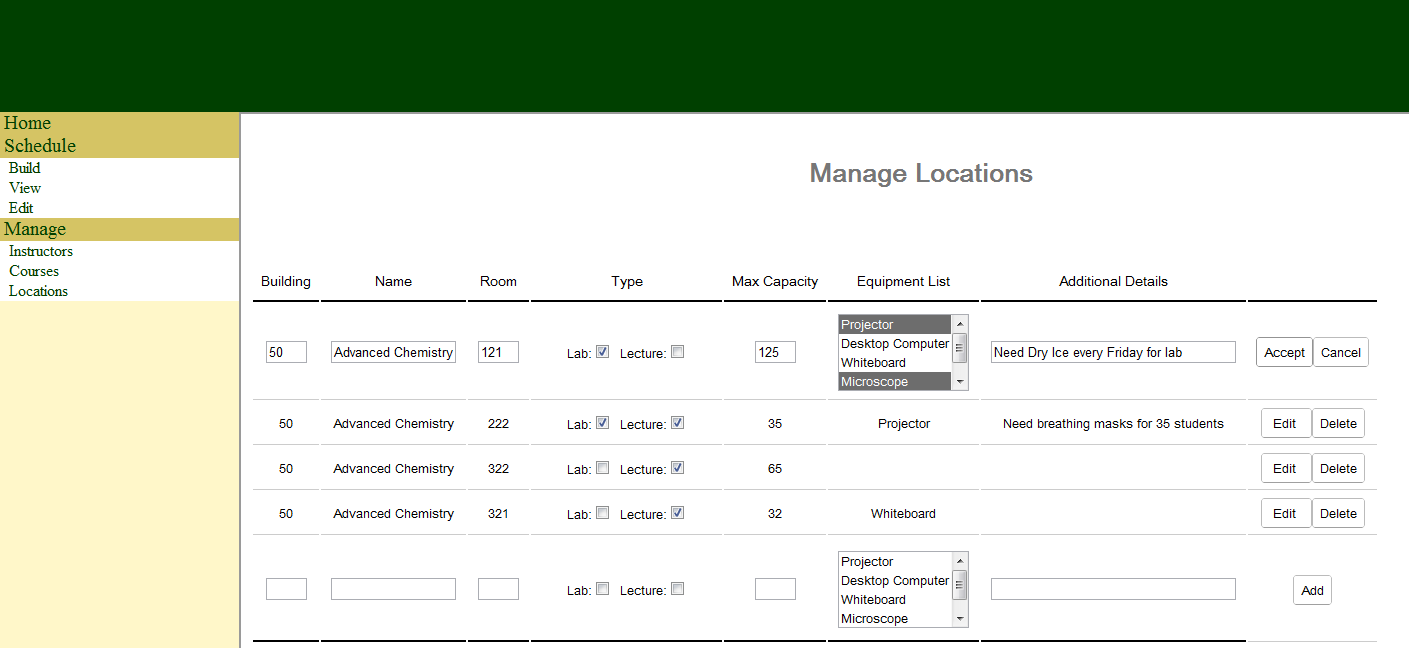 Home
Schedule
Build
View
Edit
Manage
Instructors
Courses
Locations
Manage Locations
Building Name Room Type Max Capacity Equipment List Additional Details
50 Advanced Chemistry 121 Lab: Lecture: 125 Projector Need Dry Ice every Friday for lab Accept Cancel
Desktop Computer
Whiteboard
Microscope
50 Advanced Chemistry 222 Lab: Lecture: 35 Projector Need breathing masks for 35 students Edit Delete
50 Advanced Chemistry 322 Lab: Lecture: 65 Edit Delete
50 Advanced Chemistry 321 Lab: Lecture: 32 Whiteboard Edit Delete
Lab: Lecture: Projector Add
Desktop Computer
Whiteboard
Microscope